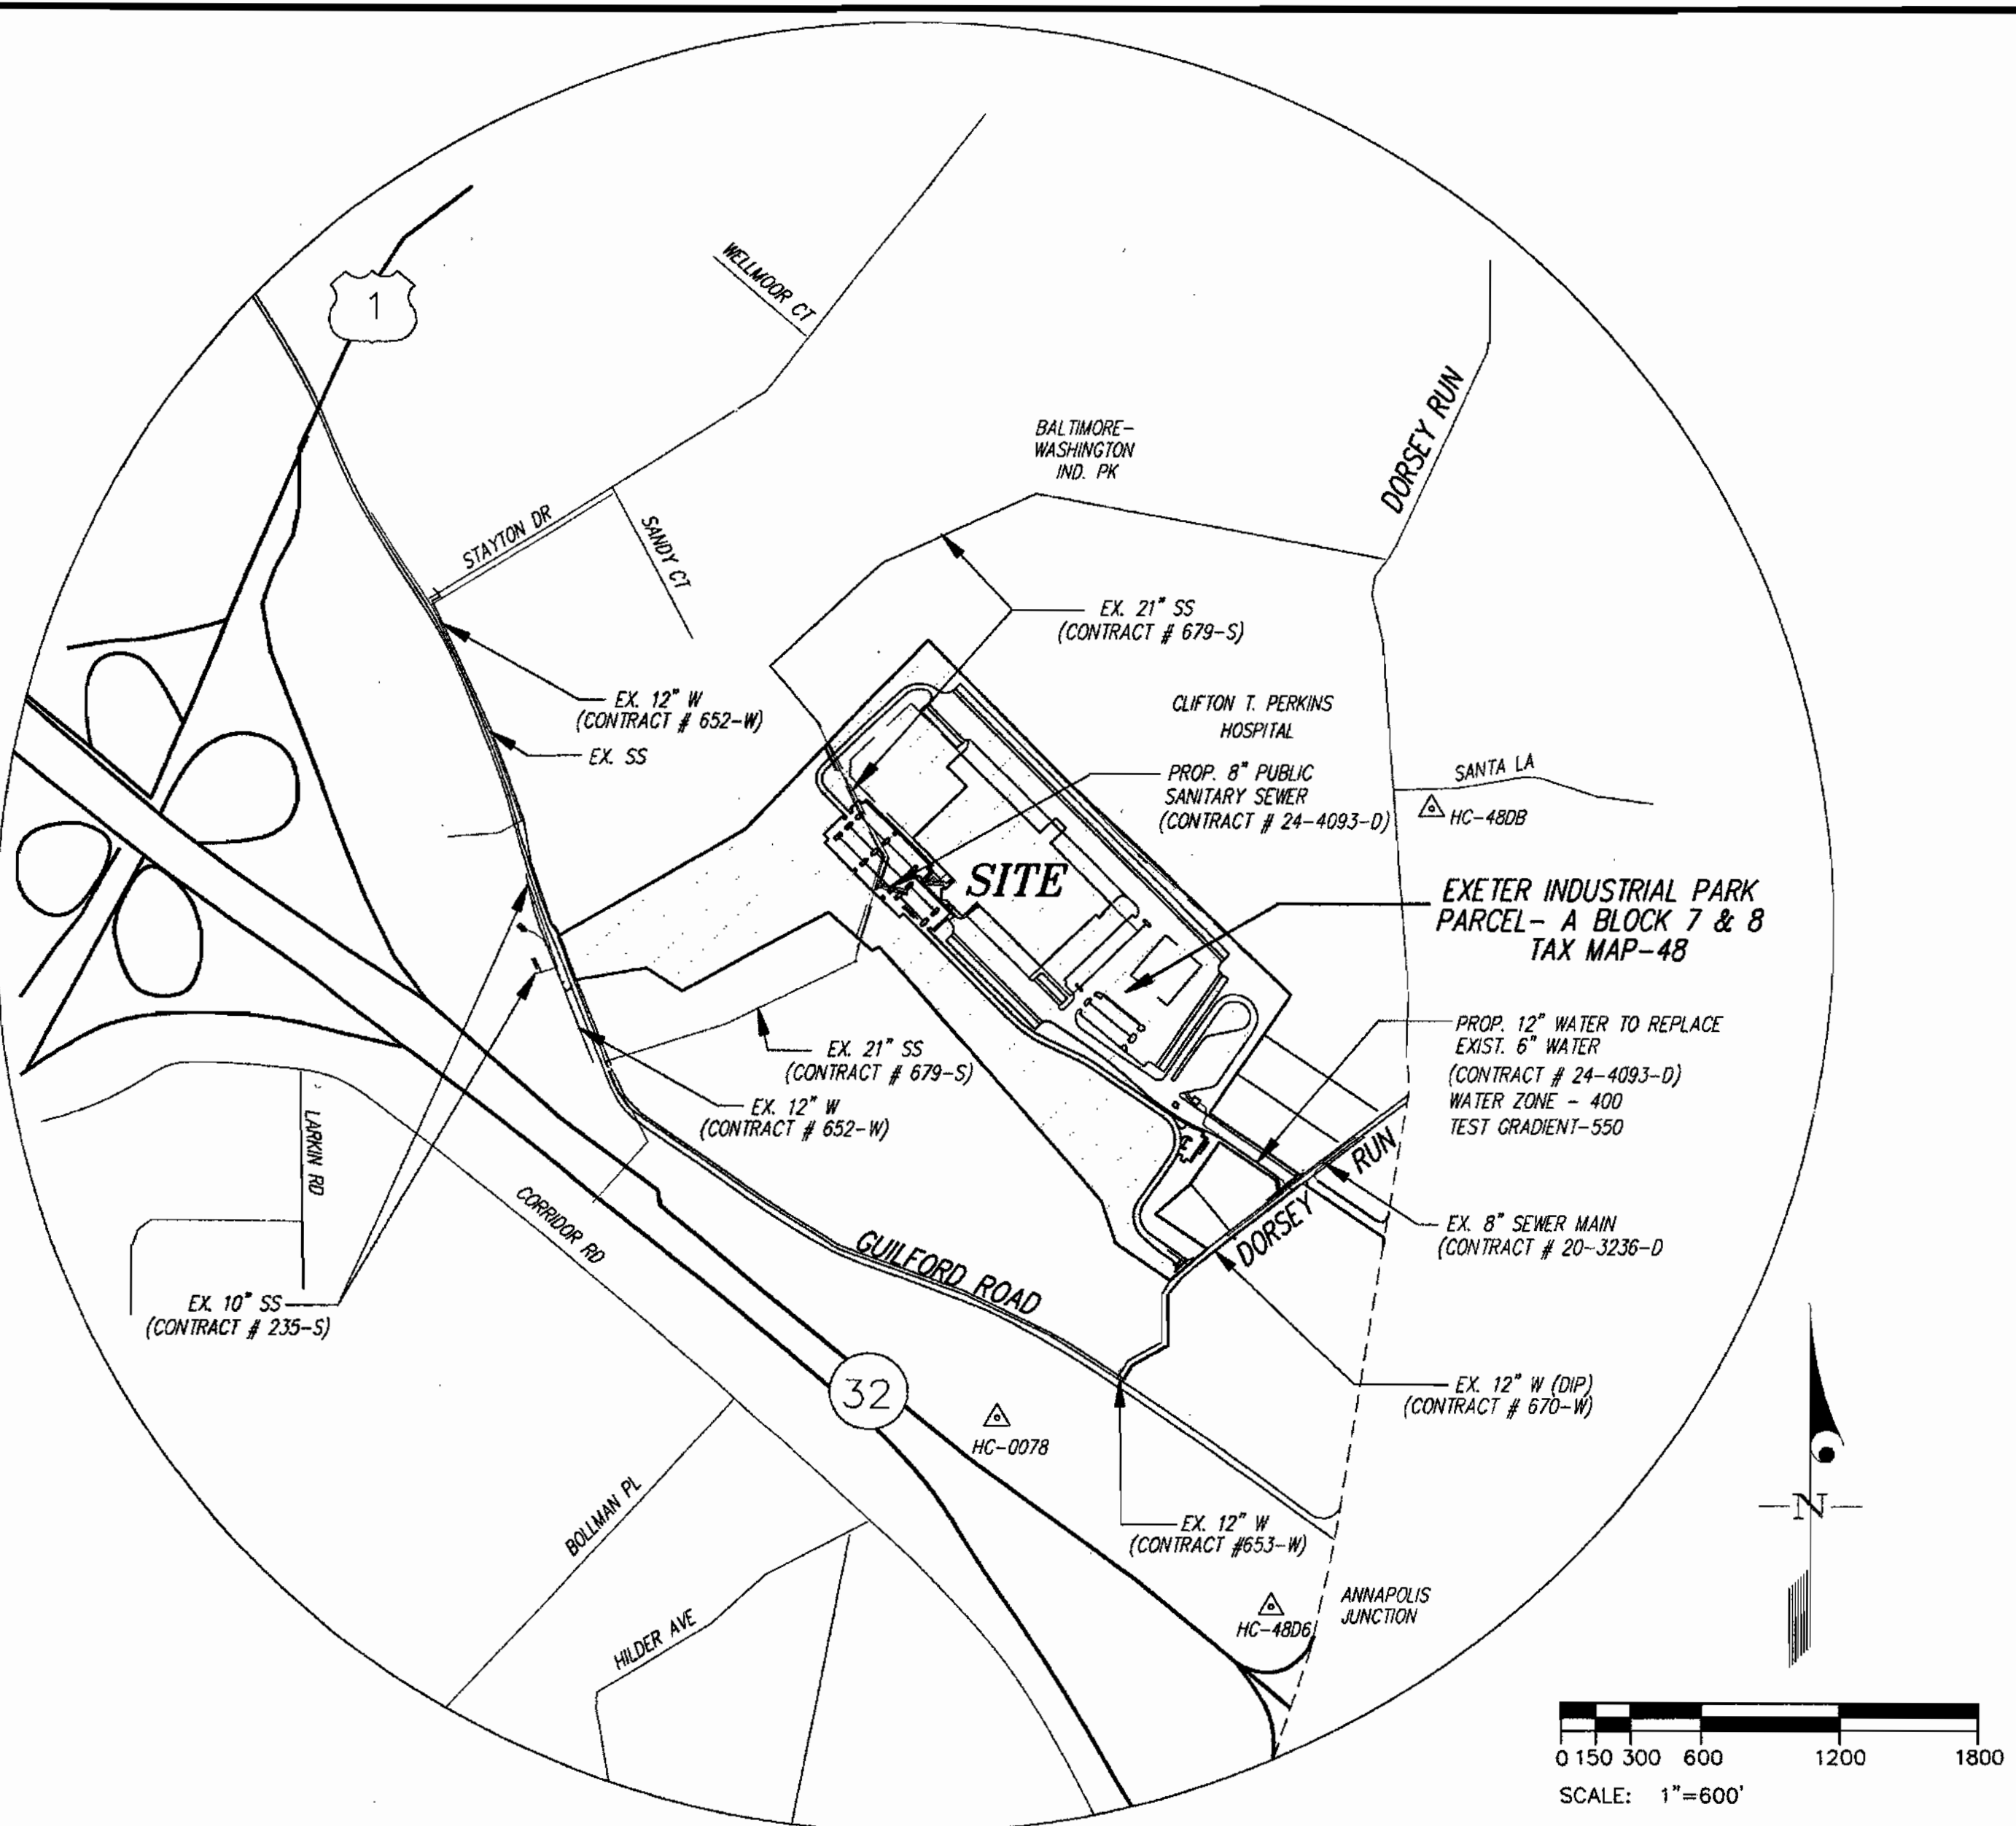 1
WELLMOOR CT
BALTIMORE-
WASHINGTON
IND. PK
DORSEY RUN
STAYTON DR
SANDY CT
EX. 21" SS
(CONTRACT # 679-S)
EX. 12" W
(CONTRACT # 652-W)
EX. SS
CLIFTON T. PERKINS
HOSPITAL
PROP. 8" PUBLIC
SANITARY SEWER
(CONTRACT # 24-4093-D)
SANTA LA
HC-48DB
SITE
EXETER INDUSTRIAL PARK
PARCEL- A BLOCK 7 & 8
TAX MAP-48
PROP. 12" WATER TO REPLACE
EXIST. 6" WATER
(CONTRACT # 24-4093-D)
WATER ZONE - 400
TEST GRADIENT-550
EX. 21" SS
(CONTRACT # 679-S)
EX. 12" W
(CONTRACT # 652-W)
LARKIN RD
CORRIDOR RD
GUILFORD ROAD
DORSEY RUN
EX. 8" SEWER MAIN
(CONTRACT # 20-3236-D
EX. 10" SS
(CONTRACT # 235-S)
32
EX. 12" W (DIP)
(CONTRACT # 670-W)
HC-0078
BOLLMAN PL
EX. 12" W
(CONTRACT #653-W)
N
HILDER AVE
HC-48D6
ANNAPOLIS
JUNCTION
0 150 300 600 1200 1800
SCALE: 1"=600'